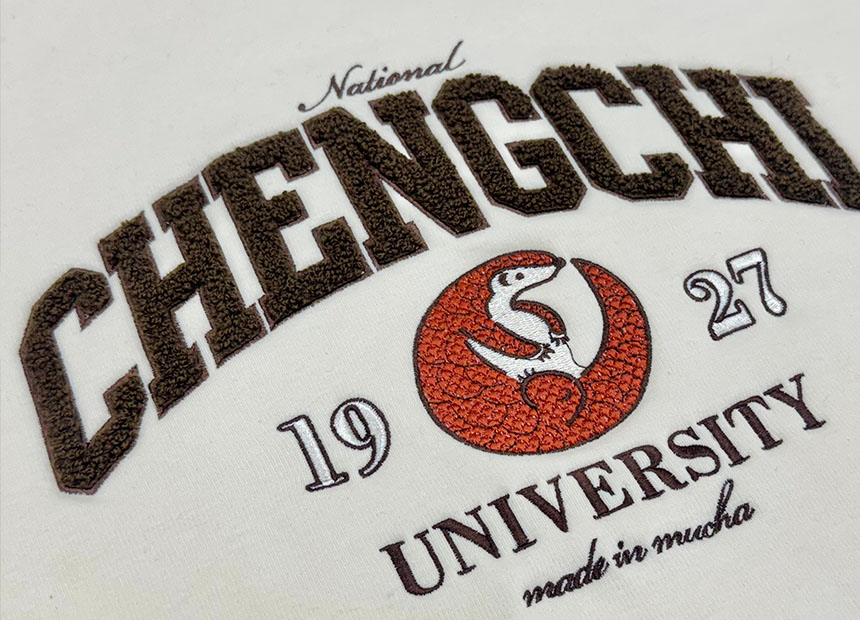 National
CHENGCHI
19 27
UNIVERSITY
made in mucha